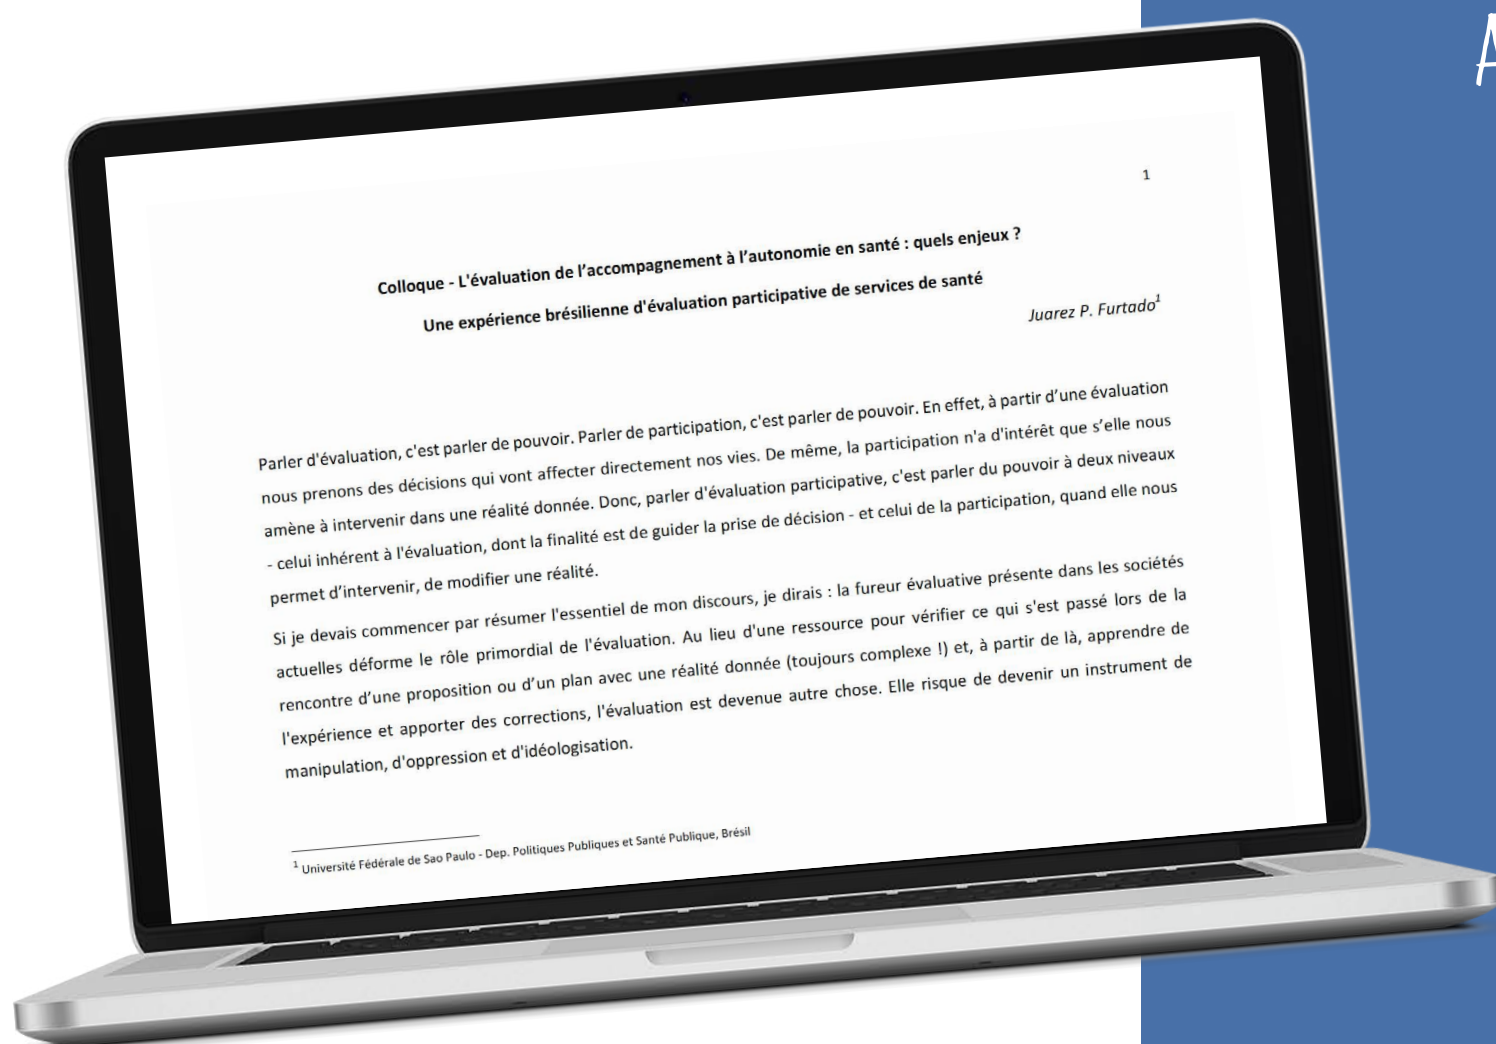 1
Colloque - L'évaluation de l’accompagnement à l’autonomie en santé : quels enjeux ?
Une expérience brésilienne d'évaluation participative de services de santé
Juarez P. Furtado¹
Parler d'évaluation, c'est parler de pouvoir. Parler de participation, c'est parler de pouvoir. En effet, à partir d’une évaluation
nous prenons des décisions qui vont affecter directement nos vies. De même, la participation n'a d'intérêt que s’elle nous
amène à intervenir dans une réalité donnée. Donc, parler d'évaluation participative, c'est parler du pouvoir à deux niveaux
- celui inhérent à l'évaluation, dont la finalité est de guider la prise de décision - et celui de la participation, quand elle nous
permet d’intervenir, de modifier une réalité.
Si je devais commencer par résumer l'essentiel de mon discours, je dirais : la fureur évaluative présente dans les sociétés
actuelles déforme le rôle primordial de l'évaluation. Au lieu d'une ressource pour vérifier ce qui s'est passé lors de la
rencontre d’une proposition ou d’un plan avec une réalité donnée (toujours complexe !) et, à partir de là, apprendre de
l'expérience et apporter des corrections, l'évaluation est devenue autre chose. Elle risque de devenir un instrument de
manipulation, d'oppression et d'idéologisation.
¹ Université Fédérale de Sao Paulo - Dep. Politiques Publiques et Santé Publique, Brésil